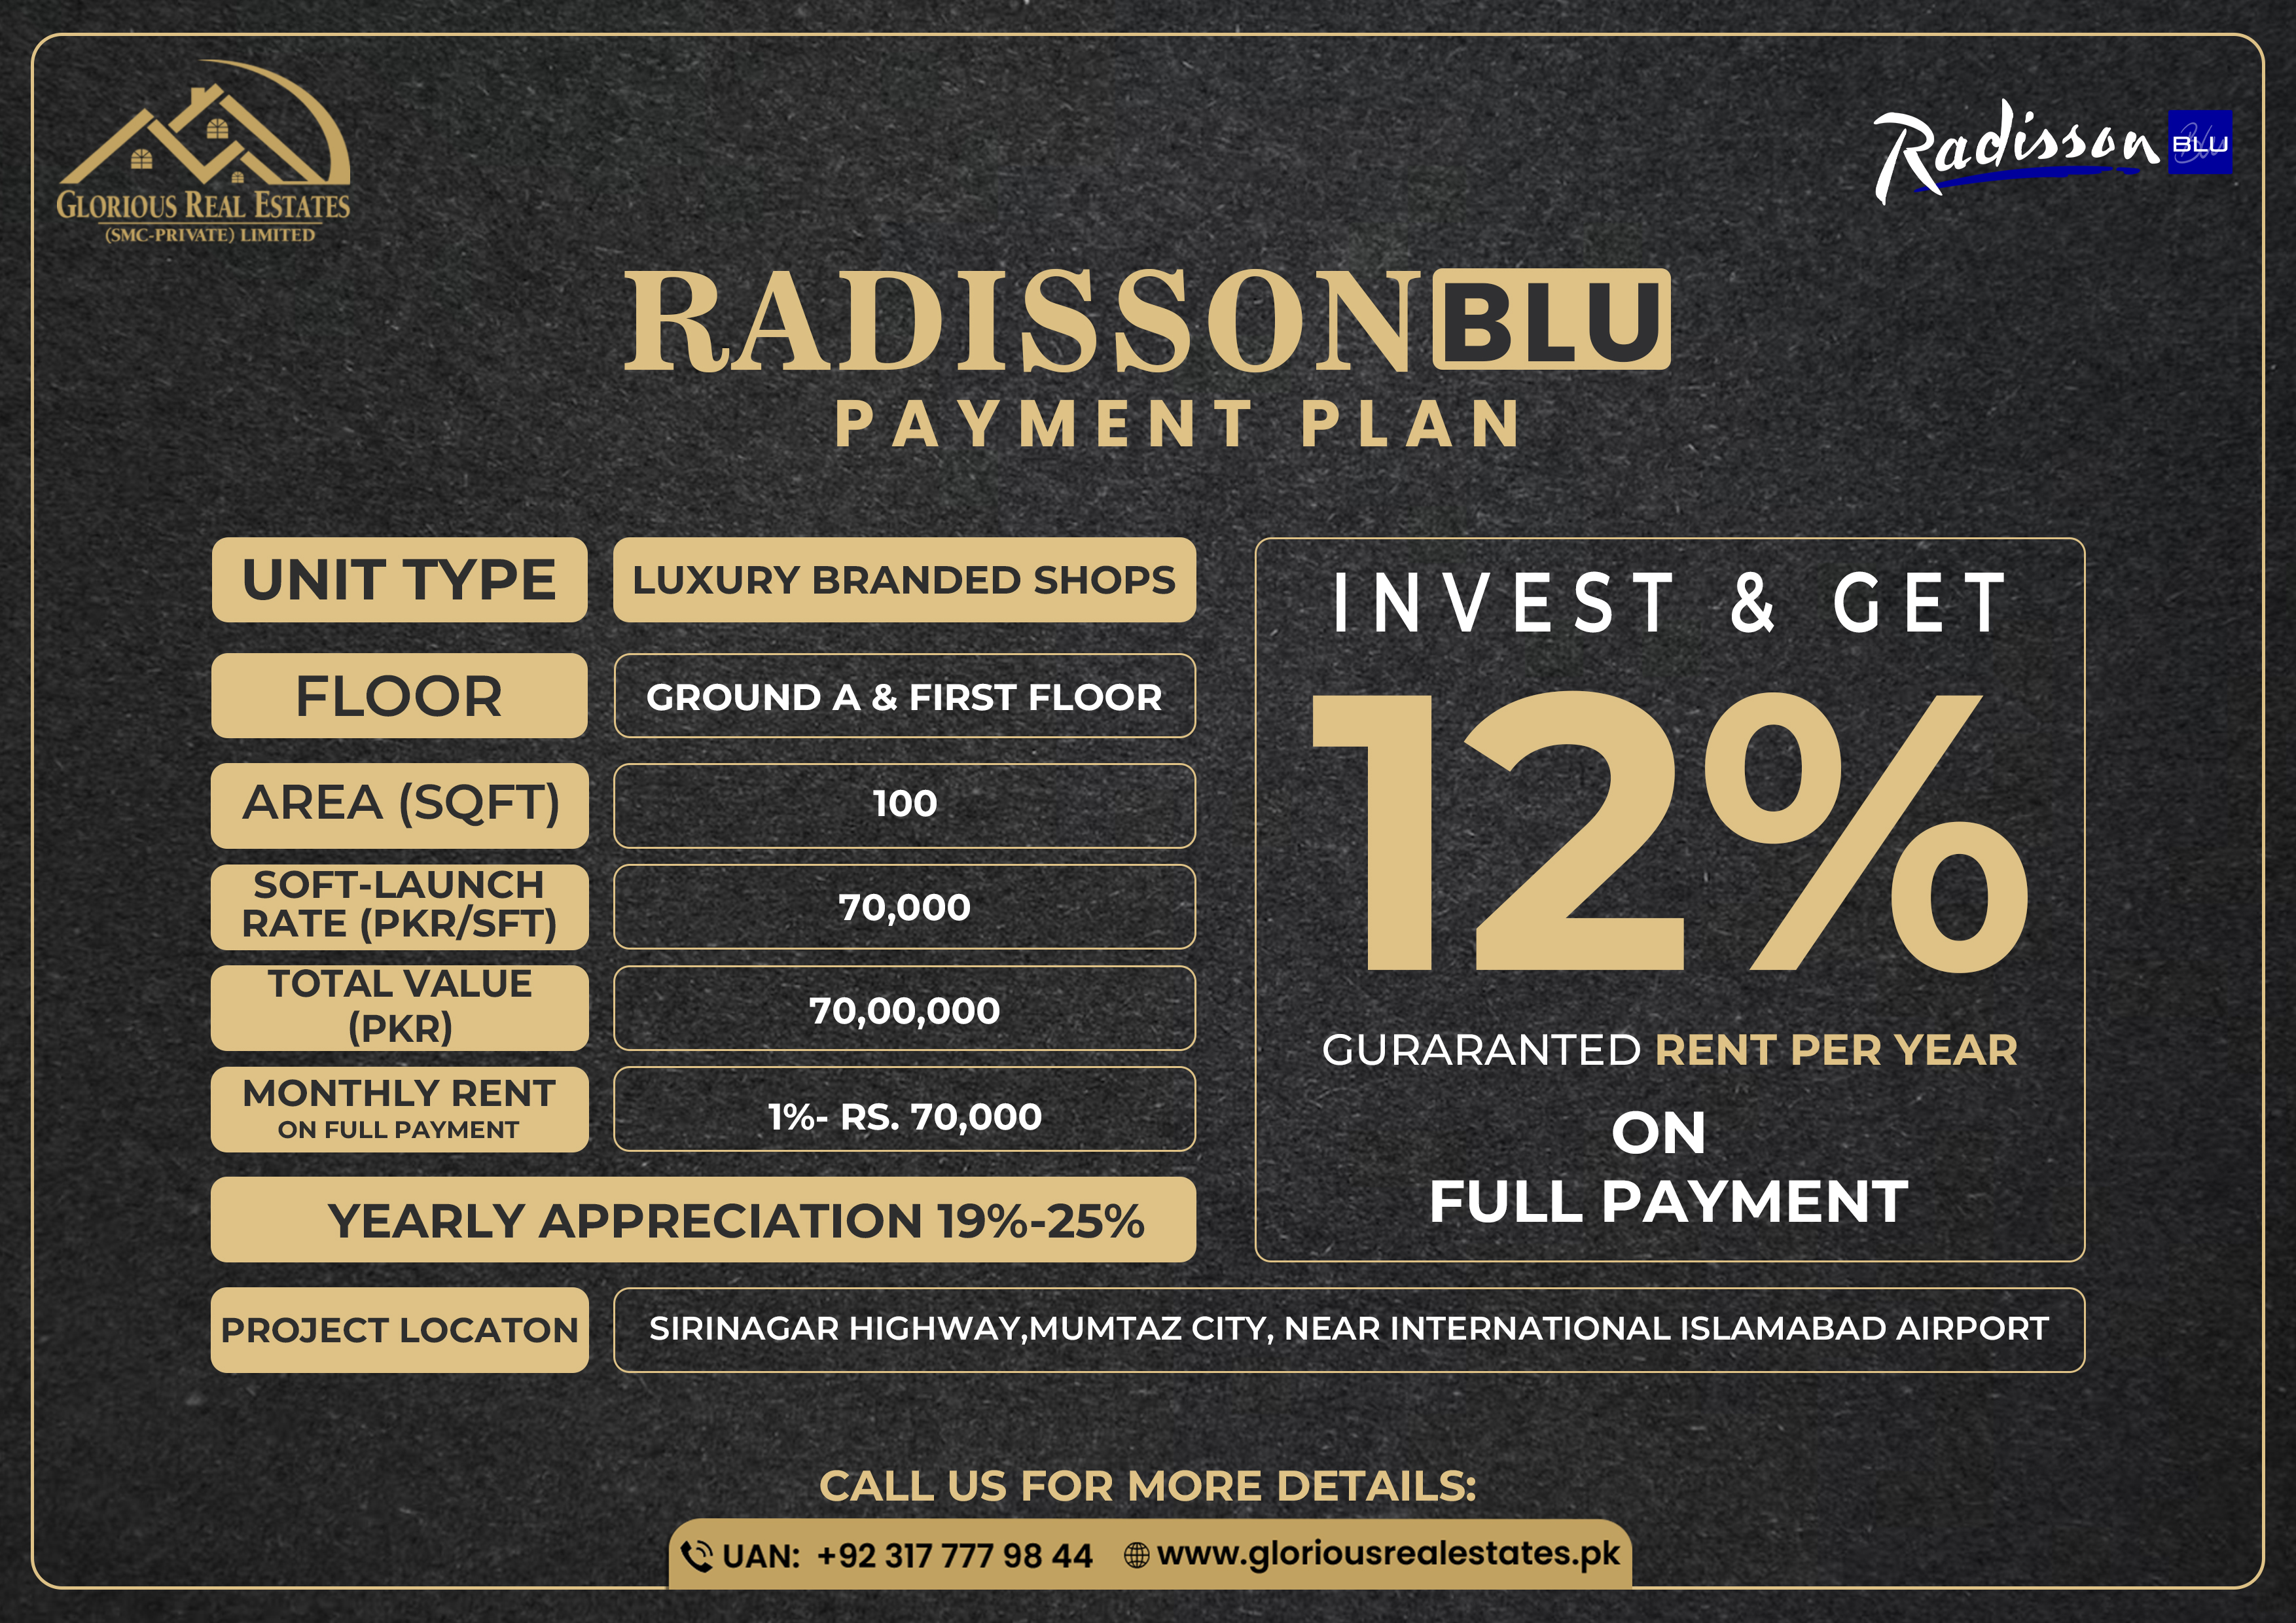 GLORIOUS REAL ESTATES
(SMC-PRIVATE) LIMITED
Radisson BLU
RADISSON BLU
PAYMENT PLAN
UNIT TYPE
LUXURY BRANDED SHOPS
FLOOR
GROUND A & FIRST FLOOR
AREA (SQFT)
100
SOFT-LAUNCH
RATE (PKR/SFT)
70,000
TOTAL VALUE
(PKR)
70,00,000
MONTHLY RENT
ON FULL PAYMENT
1%- RS. 70,000
YEARLY APPRECIATION 19%-25%
INVEST & GET
12%
GURARANTED RENT PER YEAR
ON
FULL PAYMENT
PROJECT LOCATON
SIRINAGAR HIGHWAY,MUMTAZ CITY, NEAR INTERNATIONAL ISLAMABAD AIRPORT
CALL US FOR MORE DETAILS:
UAN: +92 317 777 98 44 www.gloriousrealestates.pk